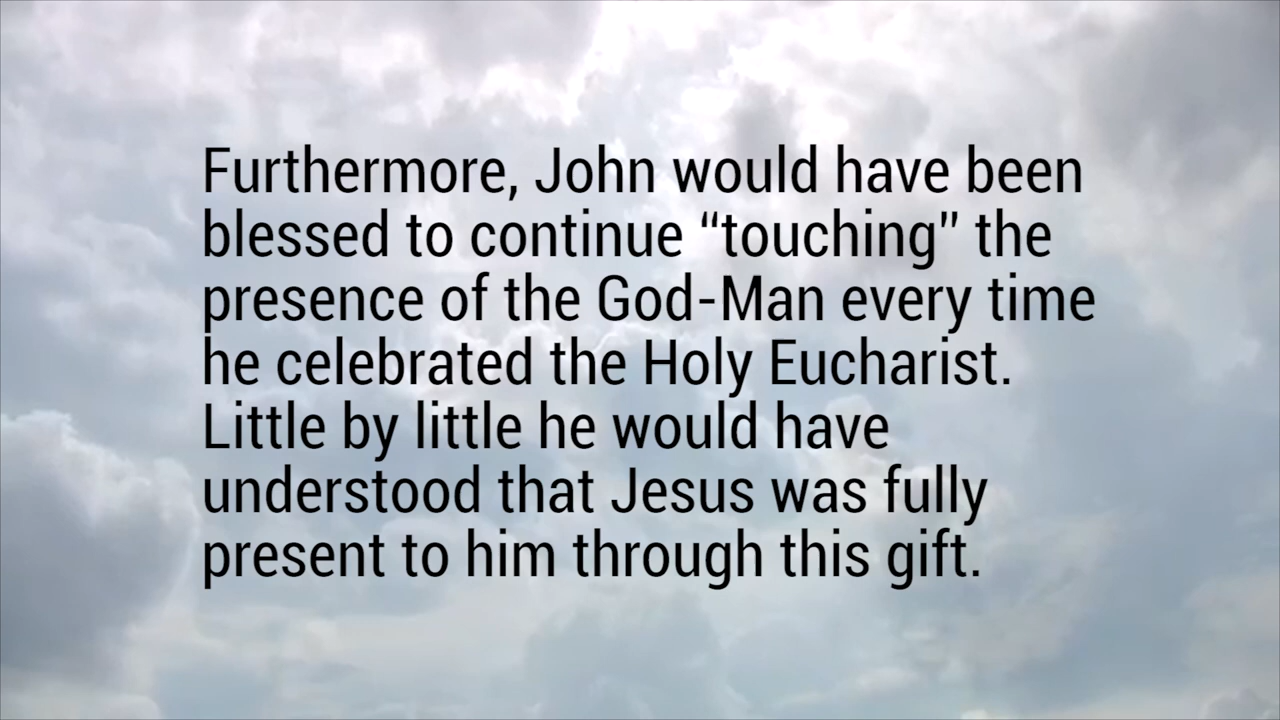 Furthermore, John would have been
blessed to continue “touching” the
presence of the God-Man every time
he celebrated the Holy Eucharist.
Little by little he would have
understood that Jesus was fully
present to him through this gift.